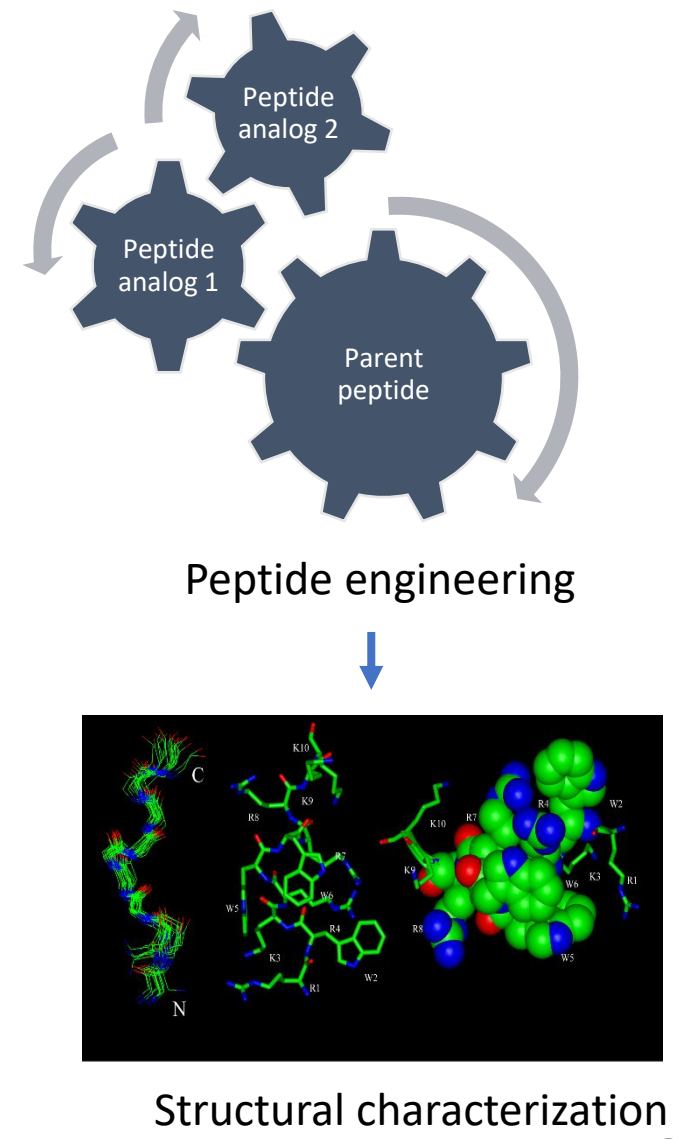 Peptide
analog 2
Peptide
analog 1
Parent
peptide
Peptide engineering
C
N
K10
K9
R8
R7
W6
W5
R4
K3
W2
R1
K10
R7
R4
W2
K9
W6
K3
R1
R8
W5
Structural characterization